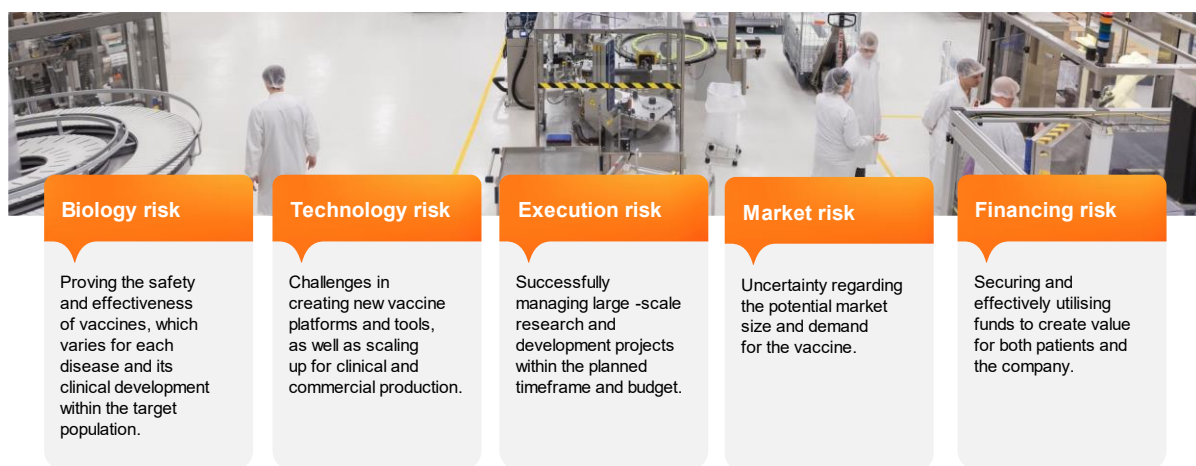 Biology risk
Proving the safety
and effectiveness
of vaccines, which
varies for each
disease and its
clinical development
within the target
population.
Technology risk
Challenges in
creating new vaccine
platforms and tools,
as well as scaling
up for clinical and
commercial production.
Execution risk
Successfully
managing large -scale
research and
development projects
within the planned
timeframe and budget.
Market risk
Uncertainty regarding
the potential market
size and demand
for the vaccine.
Financing risk
Securing and
effectively utilising
funds to create value
for both patients and
the company.